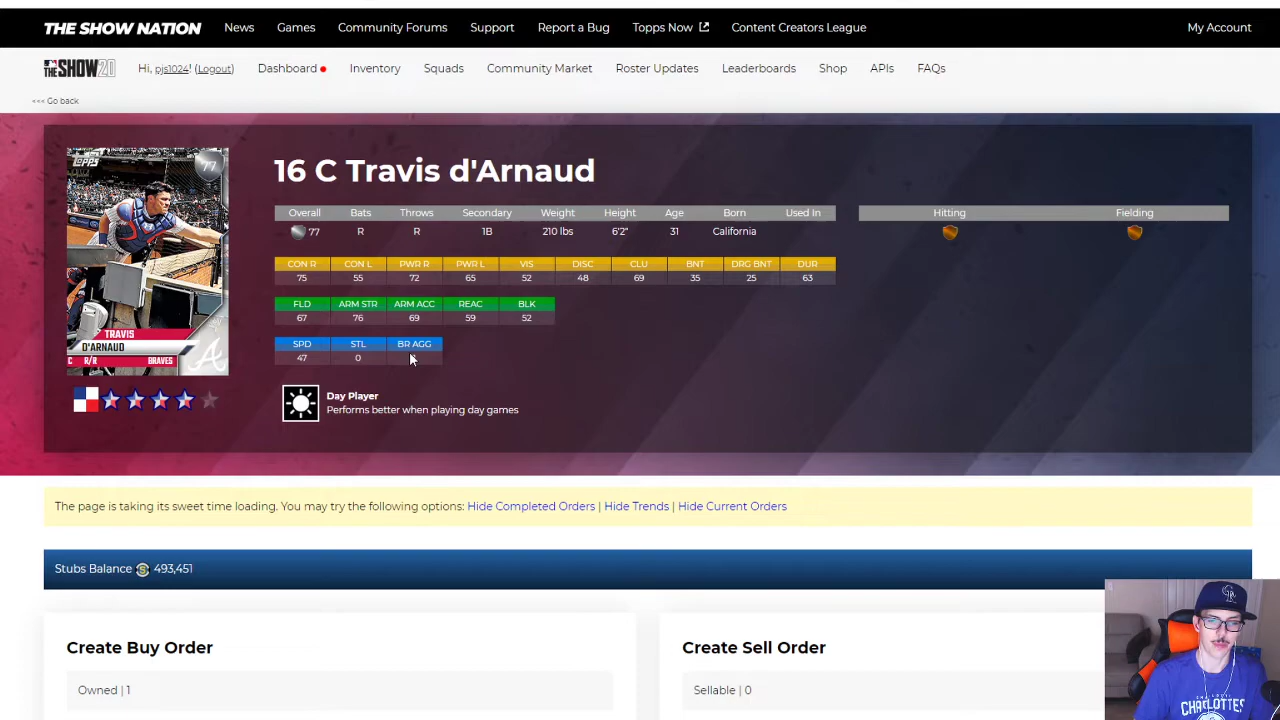 THE SHOW NATION News Games Community Forums Support Report a Bug Topps Now Content Creators League My Account
THE SHOW 20 Hi, pjs1024! (Logout) Dashboard Inventory Squads Community Market Roster Updates Leaderboards Shop APIs FAQs
<<< Go back
Topps 77
TRAVIS
D'ARNAUD
C R/R BRAVES
16 C Travis d'Arnaud
Overall Bats Throws Secondary Weight Height Age Born Used In Hitting Fielding
77 R R 1B 210 lbs 6'2" 31 California
CON R CON L PWR R PWR L VIS DISC CLU BNT DRG BNT DUR
75 55 72 65 52 48 69 35 25 63
FLD ARM STR ARM ACC REAC BLK
67 76 69 59 52
SPD STL BR AGG
47 0
Day Player
Performs better when playing day games
The page is taking its sweet time loading. You may try the following options: Hide Completed Orders | Hide Trends | Hide Current Orders
Stubs Balance 493,451
Create Buy Order Create Sell Order
Owned | 1 Sellable | 0
CHARLOTTES